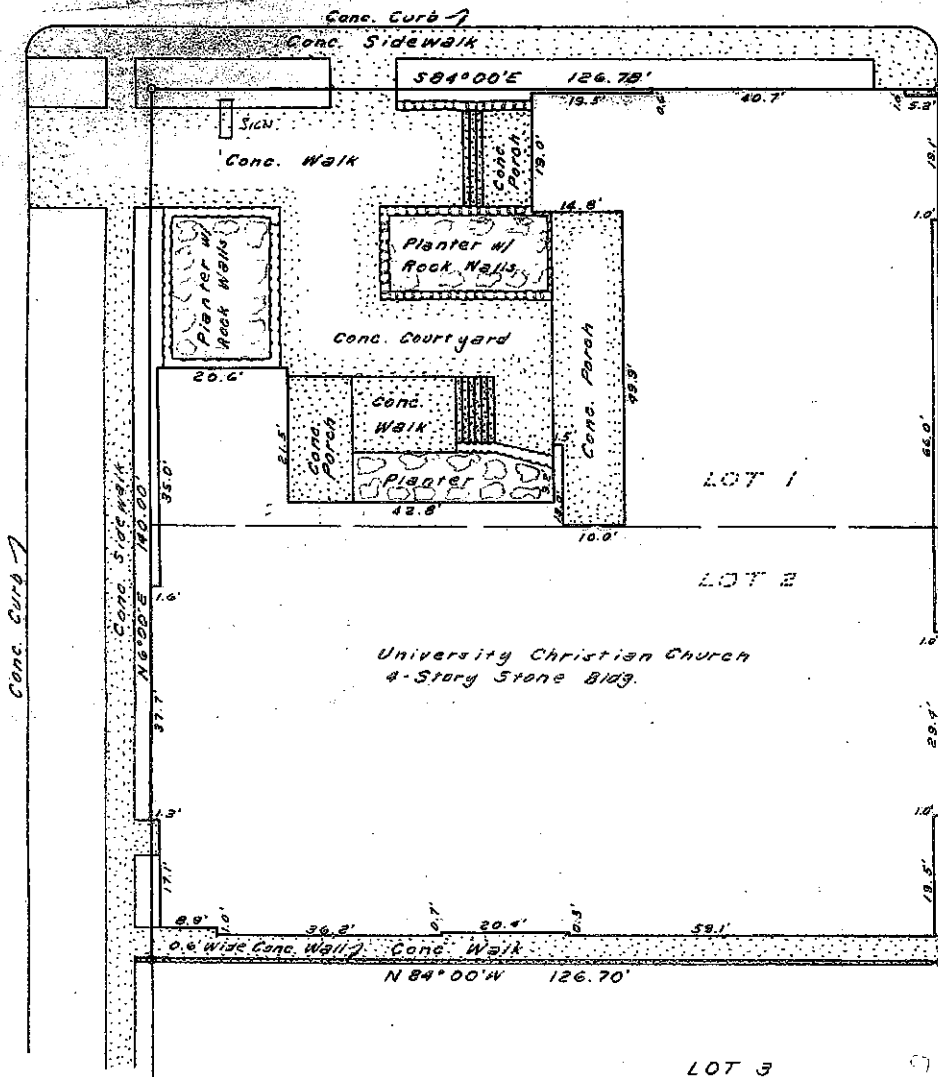 Conc. Curb
Conc. Sidewalk
S84°00'E 126.78'
19.5' 0.6' 40.7' 1.0' 5.2'
SIGN
Conc. Walk
Conc.
Porch
19.0'
19.1'
14.8'
1.0'
Planter w/
Rock Walls
Planter w/
Rock Walls
Conc. Courtyard
Conc. Porch
49.9'
20.6'
Conc.
Walk
Conc.
Porch
21.5'
66.0'
Planter
42.8'
35.0'
LOT 1
10.0'
Conc. Sidewalk
N6°00'E 140.00'
Conc. Curb
LOT 2
1.6'
1.0'
University Christian Church
4-Story Stone Bldg.
37.7'
29.4'
1.3'
1.0'
17.1'
19.5'
8.9' 1.0' 36.2' 0.7' 20.4' 0.5' 59.1'
0.6' Wide Conc. Wall Conc. Walk
N 84°00'W 126.70'
LOT 3